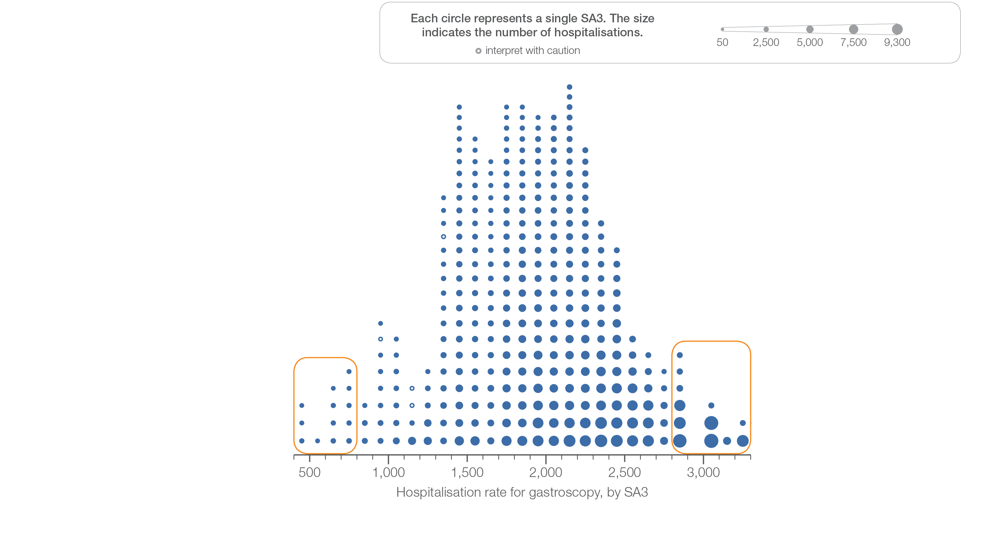 Each circle represents a single SA3. The size
indicates the number of hospitalisations.
interpret with caution
50 2,500 5,000 7,500 9,300
500 1,000 1,500 2,000 2,500 3,000
Hospitalisation rate for gastroscopy, by SA3